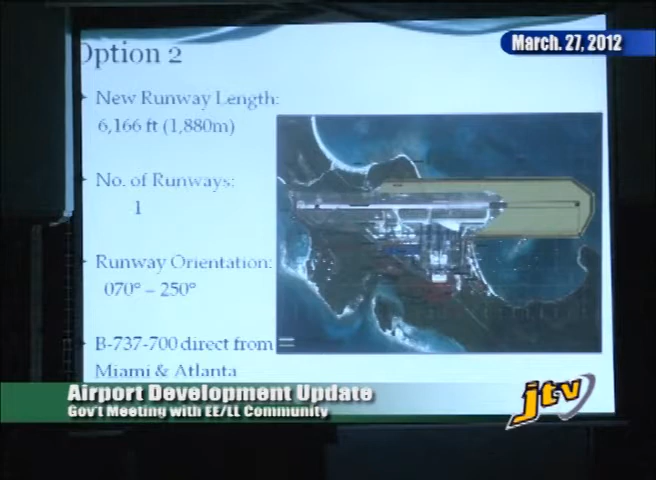 March. 27, 2012
Option 2
New Runway Length:
6,166 ft (1,880m)
No. of Runways:
1
Runway Orientation:
070° – 250°
B-737-700 direct from
Miami & Atlanta
Airport Development Update
Gov't Meeting with EE/LL Community
jtv